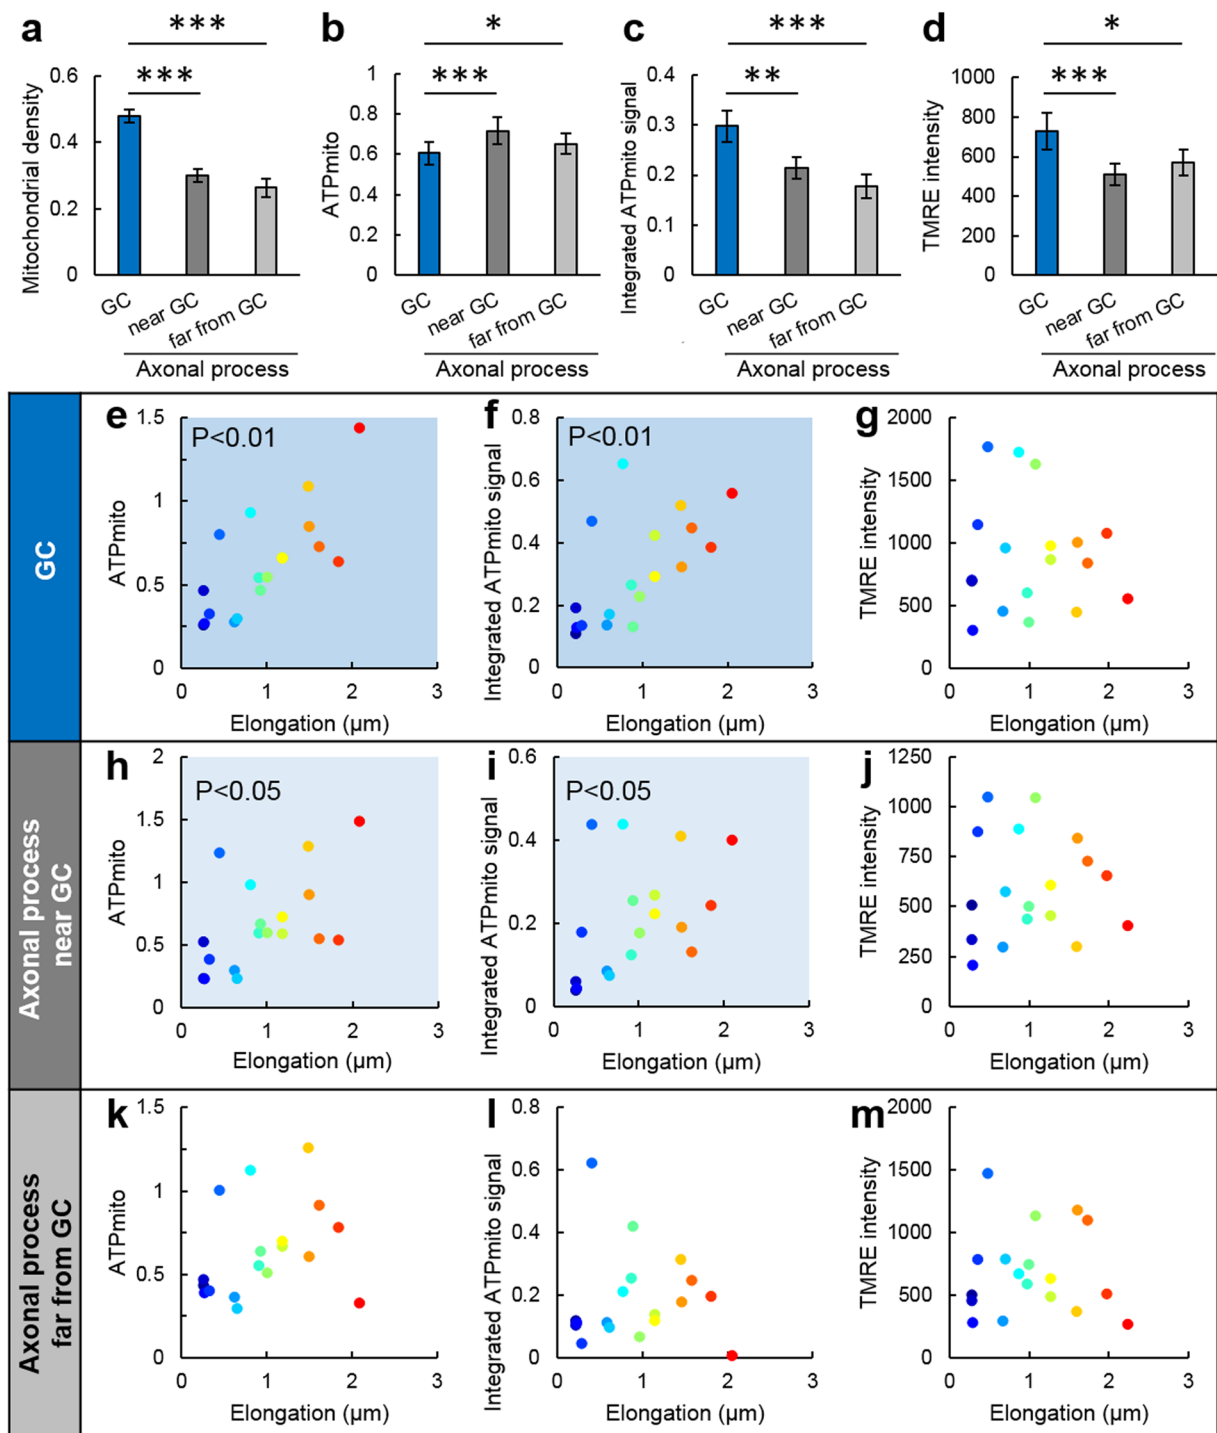 a
***
***
Mitochondrial density
0.6
0.4
0.2
0
GC
near GC
far from GC
Axonal process
b
*
***
ATPmito
1
0.8
0.6
0.4
0.2
0
GC
near GC
far from GC
Axonal process
c
***
**
Integrated ATPmito signal
0.4
0.3
0.2
0.1
0
GC
near GC
far from GC
Axonal process
d
*
***
TMRE intensity
1000
800
600
400
200
0
GC
near GC
far from GC
Axonal process
GC
e
P<0.01
ATPmito
1.5
1
0.5
0
0 1 2 3
Elongation (μm)
f
P<0.01
Integrated ATPmito signal
0.8
0.6
0.4
0.2
0
0 1 2 3
Elongation (μm)
g
TMRE intensity
2000
1500
1000
500
0
0 1 2 3
Elongation (μm)
Axonal process
near GC
h
P<0.05
ATPmito
2
1.5
1
0.5
0
0 1 2 3
Elongation (μm)
i
P<0.05
Integrated ATPmito signal
0.6
0.4
0.2
0
0 1 2 3
Elongation (μm)
j
TMRE intensity
1250
1000
750
500
250
0
0 1 2 3
Elongation (μm)
Axonal process
far from GC
k
ATPmito
1.5
1
0.5
0
0 1 2 3
Elongation (μm)
l
Integrated ATPmito signal
0.8
0.6
0.4
0.2
0
0 1 2 3
Elongation (μm)
m
TMRE intensity
2000
1500
1000
500
0
0 1 2 3
Elongation (μm)